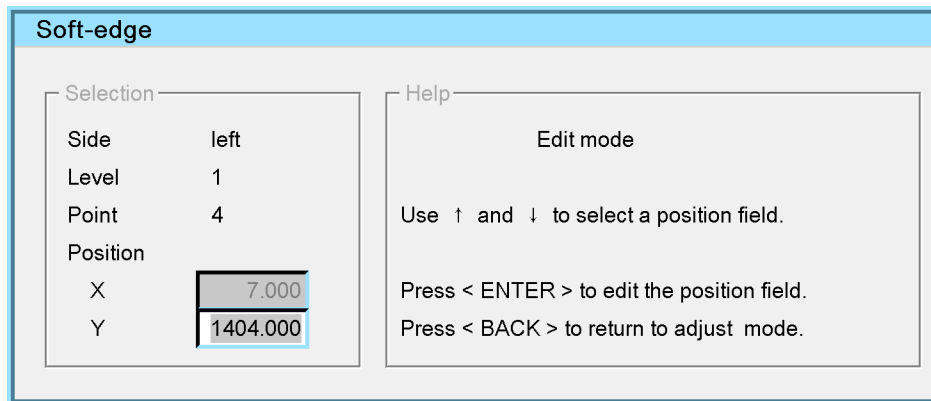 Soft-edge
Selection
Side left
Level 1
Point 4
Position
X 7.000
Y 1404.000
Help
Edit mode
Use ↑ and ↓ to select a position field.
Press < ENTER > to edit the position field.
Press < BACK > to return to adjust mode.